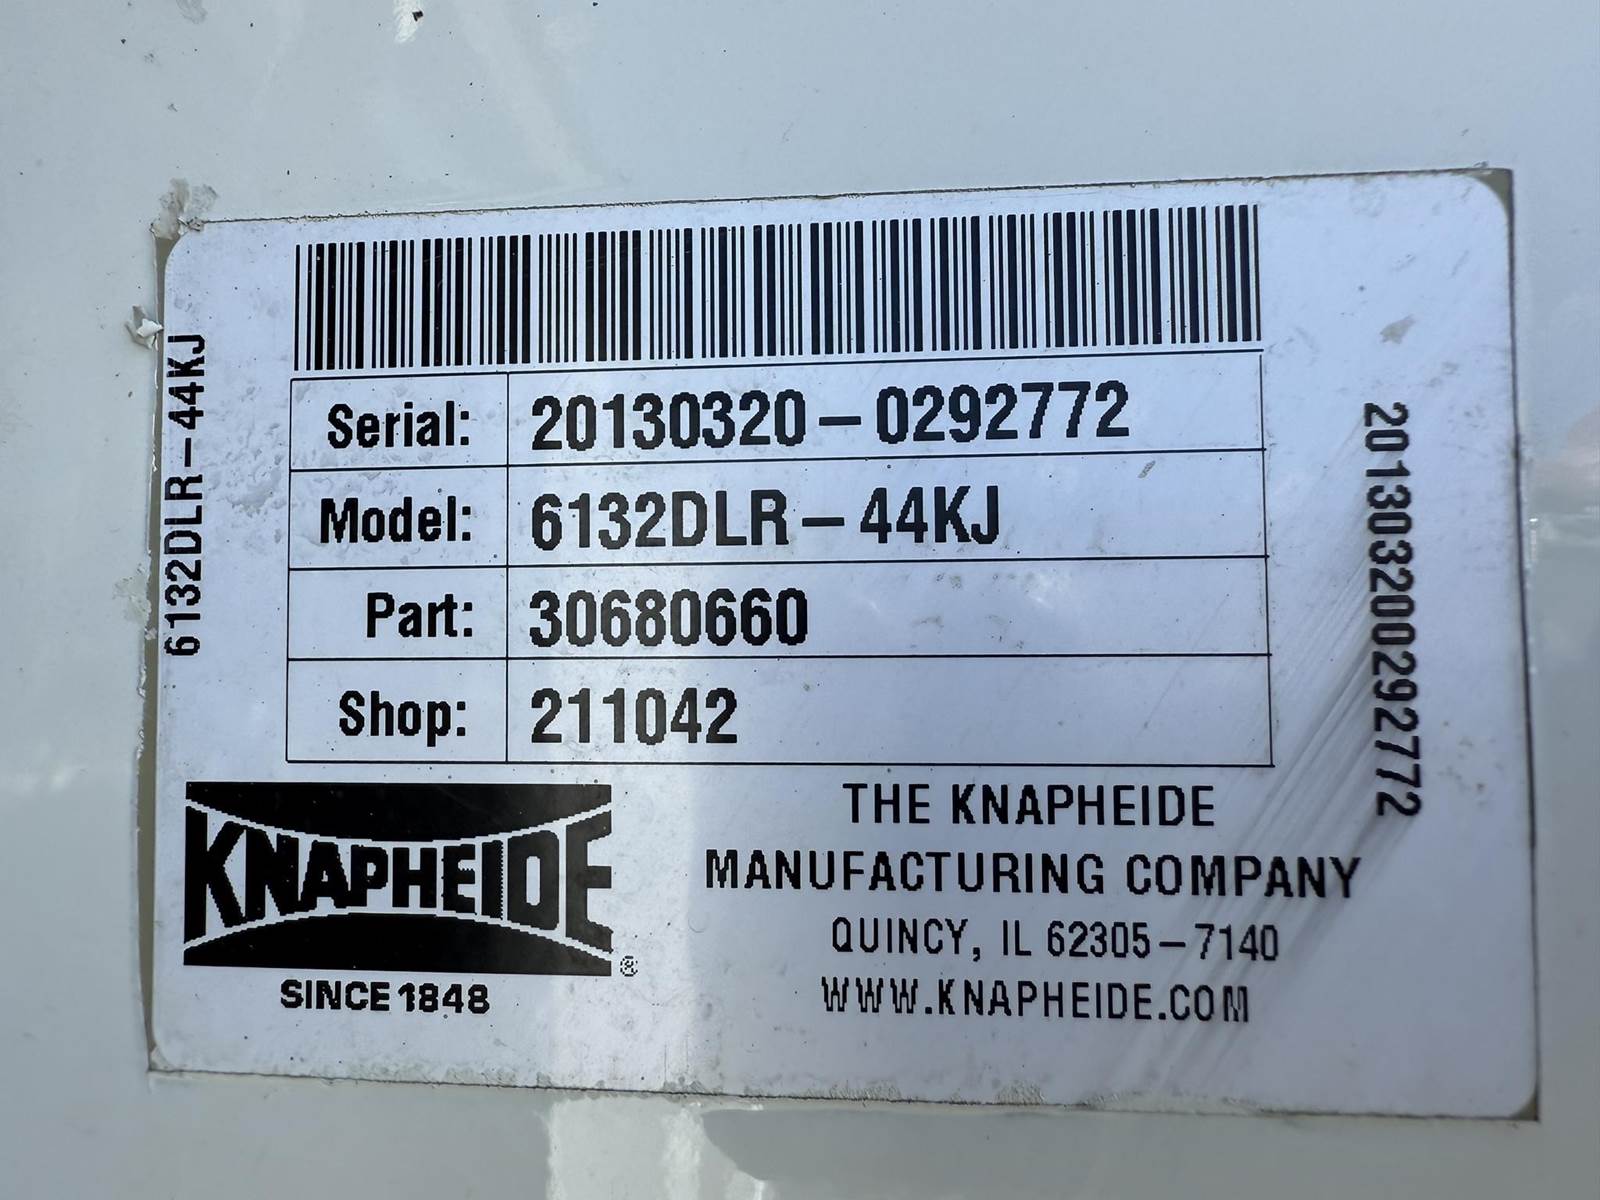 Serial: 20130320-0292772
Model: 6132DLR-44KJ
Part: 30680660
Shop: 211042
6132DLR-44KJ
201303200292772
KNAPHEIDE®
SINCE 1848
THE KNAPHEIDE
MANUFACTURING COMPANY
QUINCY, IL 62305-7140
WWW.KNAPHEIDE.COM